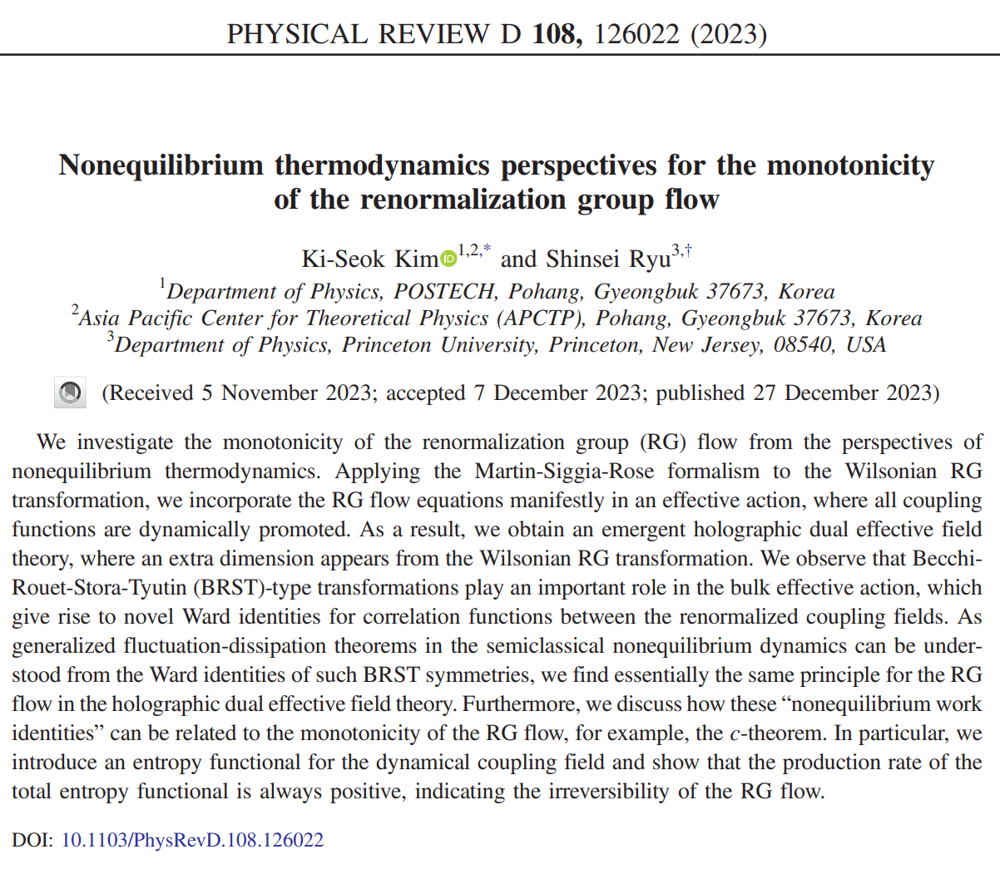 PHYSICAL REVIEW D 108, 126022 (2023)
Nonequilibrium thermodynamics perspectives for the monotonicity
of the renormalization group flow
Ki-Seok Kim iD 1,2,* and Shinsei Ryu3,†
1Department of Physics, POSTECH, Pohang, Gyeongbuk 37673, Korea
2Asia Pacific Center for Theoretical Physics (APCTP), Pohang, Gyeongbuk 37673, Korea
3Department of Physics, Princeton University, Princeton, New Jersey, 08540, USA
(Received 5 November 2023; accepted 7 December 2023; published 27 December 2023)
We investigate the monotonicity of the renormalization group (RG) flow from the perspectives of
nonequilibrium thermodynamics. Applying the Martin-Siggia-Rose formalism to the Wilsonian RG
transformation, we incorporate the RG flow equations manifestly in an effective action, where all coupling
functions are dynamically promoted. As a result, we obtain an emergent holographic dual effective field
theory, where an extra dimension appears from the Wilsonian RG transformation. We observe that Becchi-
Rouet-Stora-Tyutin (BRST)-type transformations play an important role in the bulk effective action, which
give rise to novel Ward identities for correlation functions between the renormalized coupling fields. As
generalized fluctuation-dissipation theorems in the semiclassical nonequilibrium dynamics can be under-
stood from the Ward identities of such BRST symmetries, we find essentially the same principle for the RG
flow in the holographic dual effective field theory. Furthermore, we discuss how these “nonequilibrium work
identities” can be related to the monotonicity of the RG flow, for example, the c-theorem. In particular, we
introduce an entropy functional for the dynamical coupling field and show that the production rate of the
total entropy functional is always positive, indicating the irreversibility of the RG flow.
DOI: 10.1103/PhysRevD.108.126022